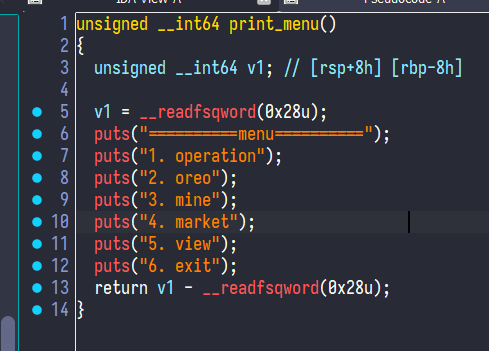 IDA View-A
Pseudocode-A
1 unsigned __int64 print_menu()
2 {
3 unsigned __int64 v1; // [rsp+8h] [rbp-8h]
4
5 v1 = __readfsqword(0x28u);
6 puts("==========menu==========");
7 puts("1. operation");
8 puts("2. oreo");
9 puts("3. mine");
10 puts("4. market");
11 puts("5. view");
12 puts("6. exit");
13 return v1 - __readfsqword(0x28u);
14 }